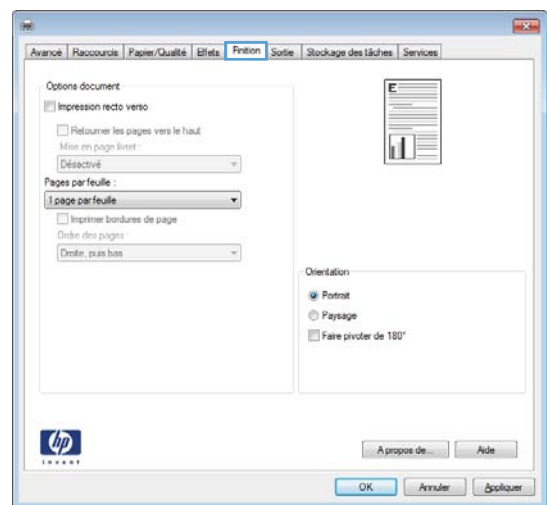 Avancé Raccourcis Papier/Qualité Effets Finition Sortie Stockage des tâches Services
Options document
Impression recto verso
Retourner les pages vers le haut
Mise en page livret :
Désactivé
Pages par feuille :
1 page par feuille
Imprimer bordures de page
Ordre des pages :
Droite, puis bas
E
Orientation
Portrait
Paysage
Faire pivoter de 180°
hp
invent
A propos de... Aide
OK Annuler Appliquer